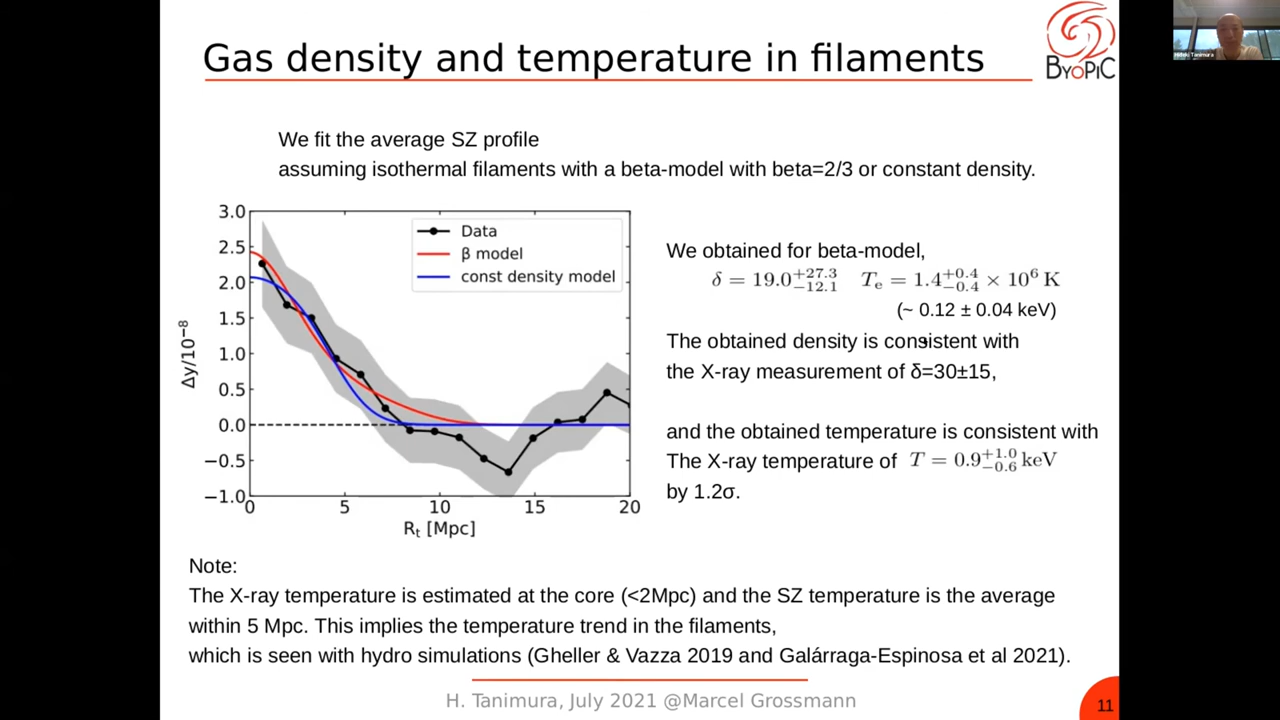 Gas density and temperature in filaments
BYOPIC
Hideki Tanimura
We fit the average SZ profile
assuming isothermal filaments with a beta-model with beta=2/3 or constant density.
3.0
2.5
2.0
1.5
1.0
0.5
0.0
−0.5
−1.0
Δy/10⁻⁸
Data
β model
const density model
0 5 10 15 20
Rₜ [Mpc]
We obtained for beta-model,
δ = 19.0⁺²⁷·³₋₁₂.₁ Tₑ = 1.4⁺⁰·⁴₋₀.₄ × 10⁶ K
(~ 0.12 ± 0.04 keV)
The obtained density is consistent with
the X-ray measurement of δ=30±15,
and the obtained temperature is consistent with
The X-ray temperature of T = 0.9⁺¹·⁰₋₀.₆ keV
by 1.2σ.
Note:
The X-ray temperature is estimated at the core (<2Mpc) and the SZ temperature is the average
within 5 Mpc. This implies the temperature trend in the filaments,
which is seen with hydro simulations (Gheller & Vazza 2019 and Galárraga-Espinosa et al 2021).
H. Tanimura, July 2021 @Marcel Grossmann
11